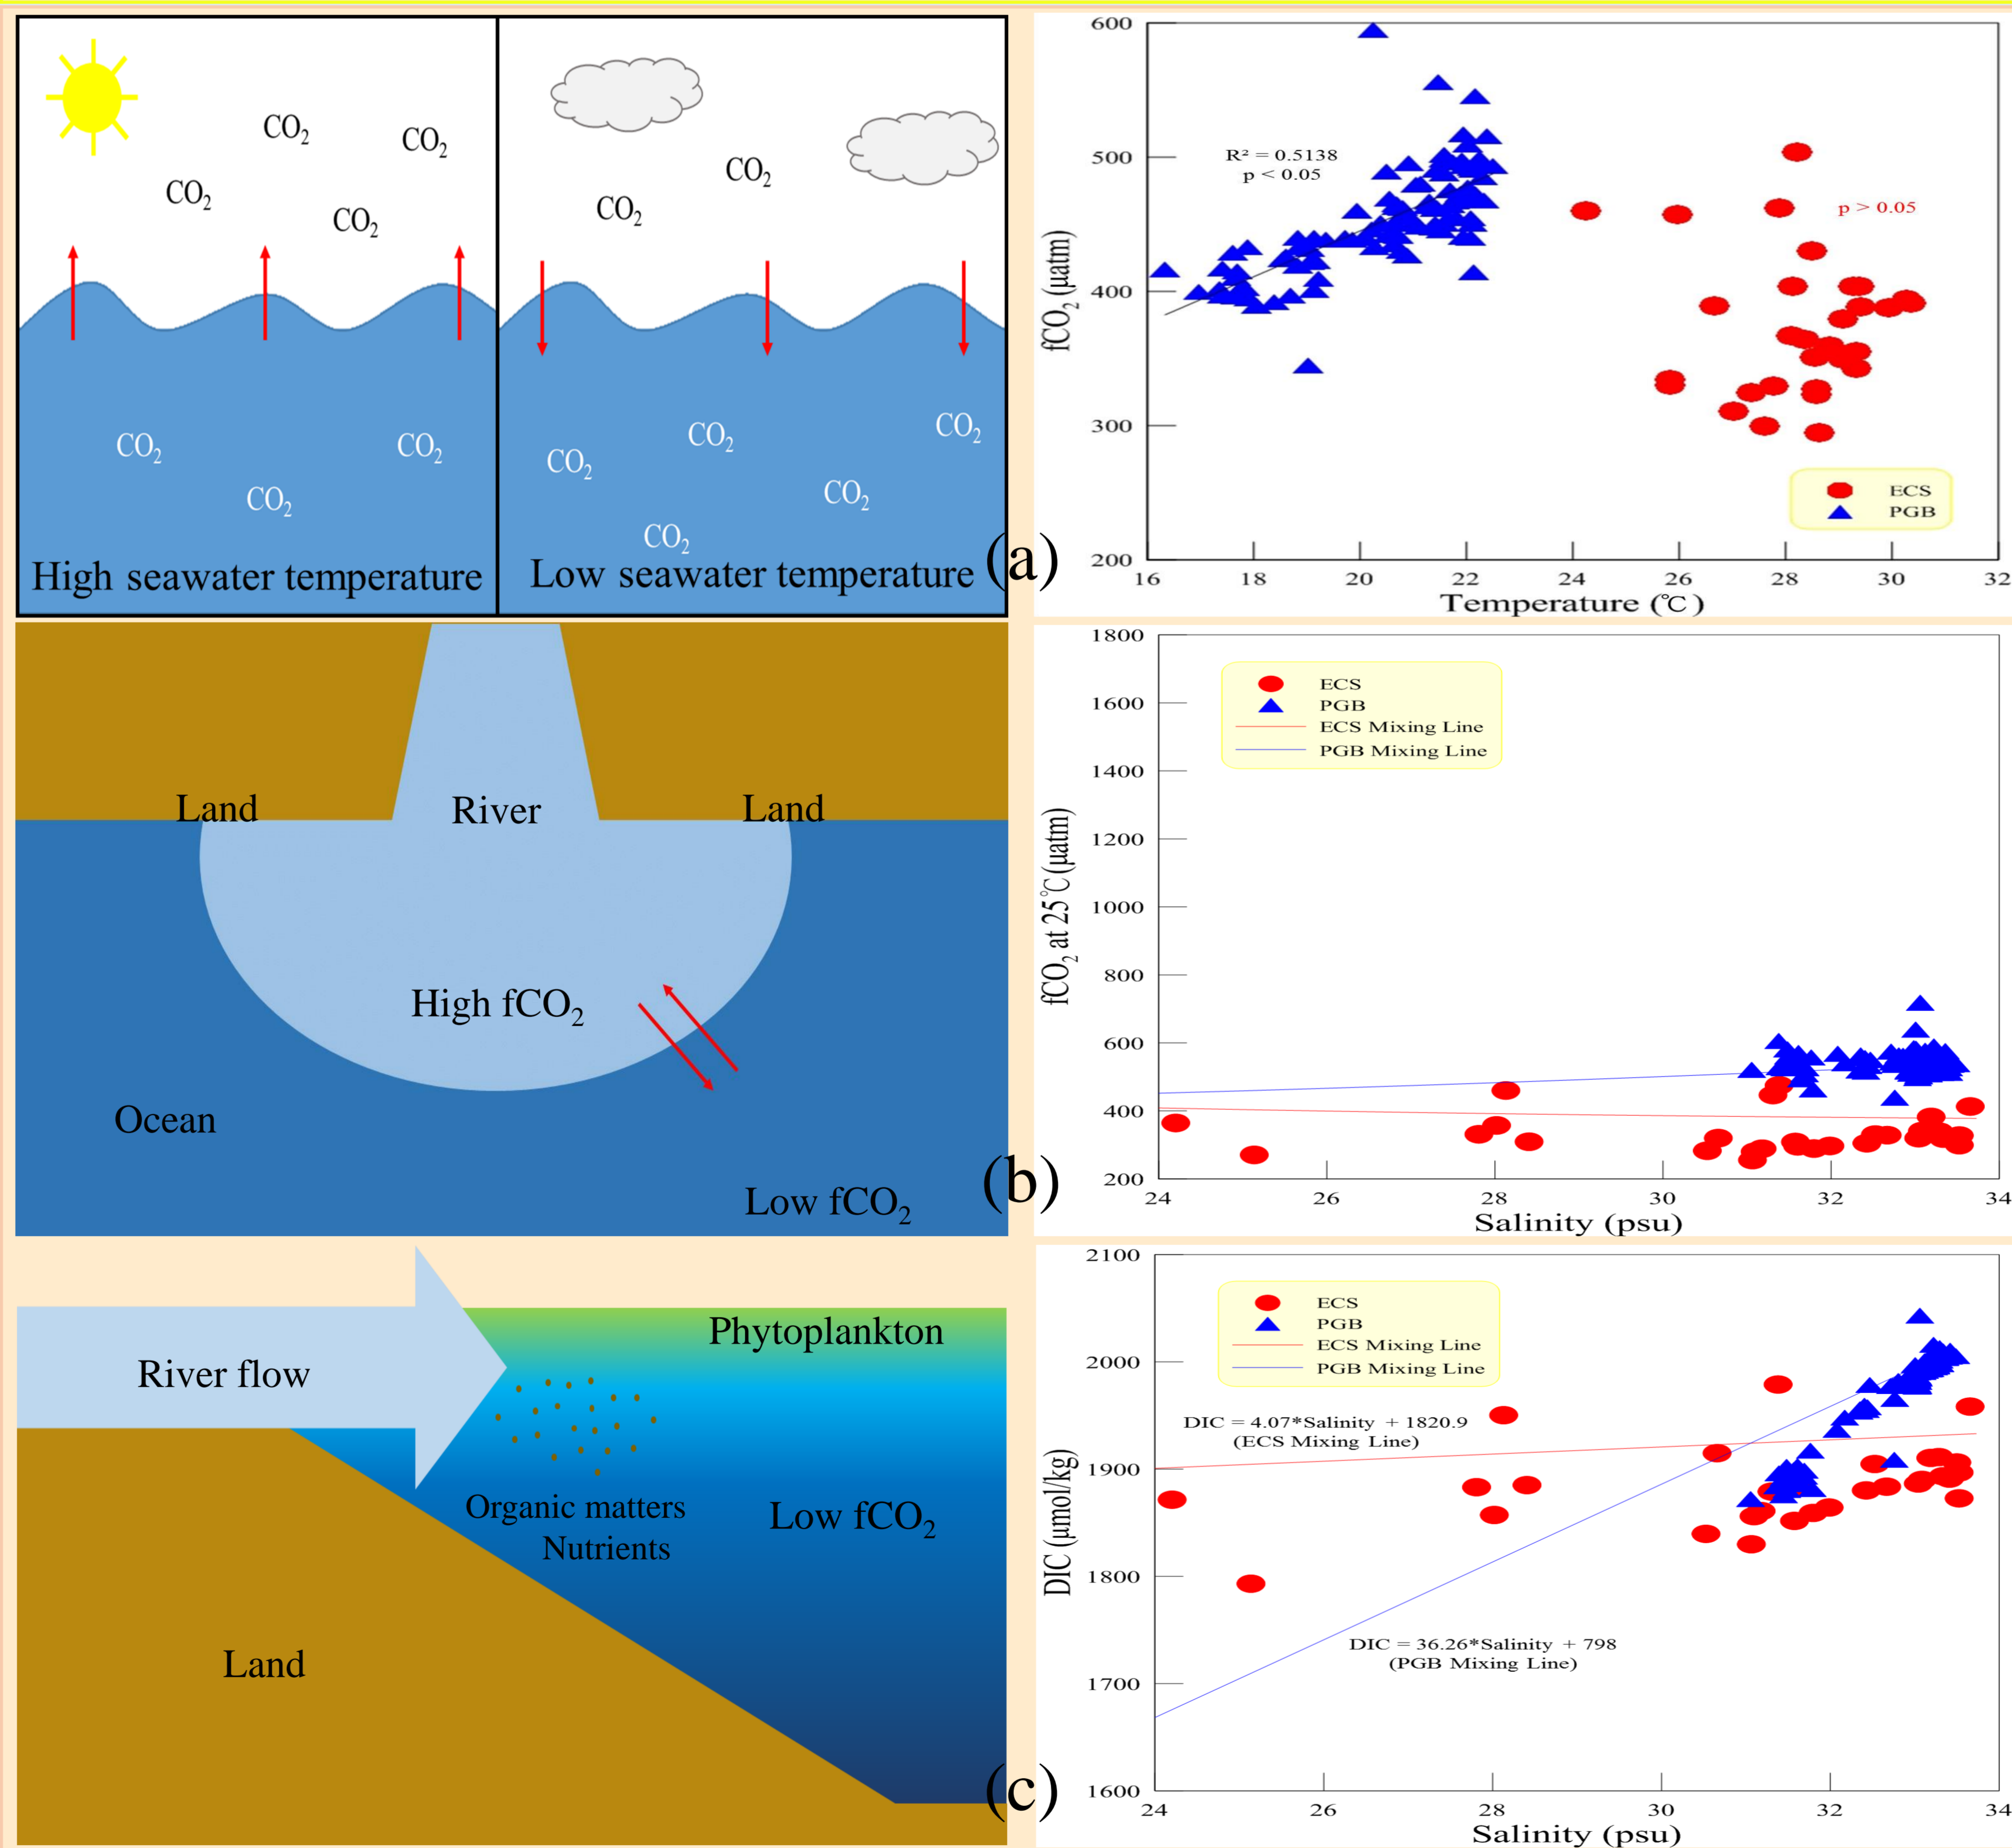 CO₂
CO₂
CO₂
CO₂
CO₂
CO₂
CO₂
High seawater temperature
CO₂
CO₂
CO₂
CO₂
CO₂
CO₂
CO₂
Low seawater temperature
(a)
600
500
400
300
200
fCO₂ (µatm)
R² = 0.5138
p < 0.05
p > 0.05
ECS
PGB
16 18 20 22 24 26 28 30 32
Temperature (℃)
Land
River
Land
High fCO₂
Ocean
Low fCO₂
(b)
1800
1600
1400
1200
1000
800
600
400
200
fCO₂ at 25℃ (µatm)
ECS
PGB
ECS Mixing Line
PGB Mixing Line
24 26 28 30 32 34
Salinity (psu)
River flow
Phytoplankton
Organic matters
Nutrients
Low fCO₂
Land
(c)
2100
2000
1900
1800
1700
1600
DIC (µmol/kg)
ECS
PGB
ECS Mixing Line
PGB Mixing Line
DIC = 4.07*Salinity + 1820.9
(ECS Mixing Line)
DIC = 36.26*Salinity + 798
(PGB Mixing Line)
24 26 28 30 32 34
Salinity (psu)